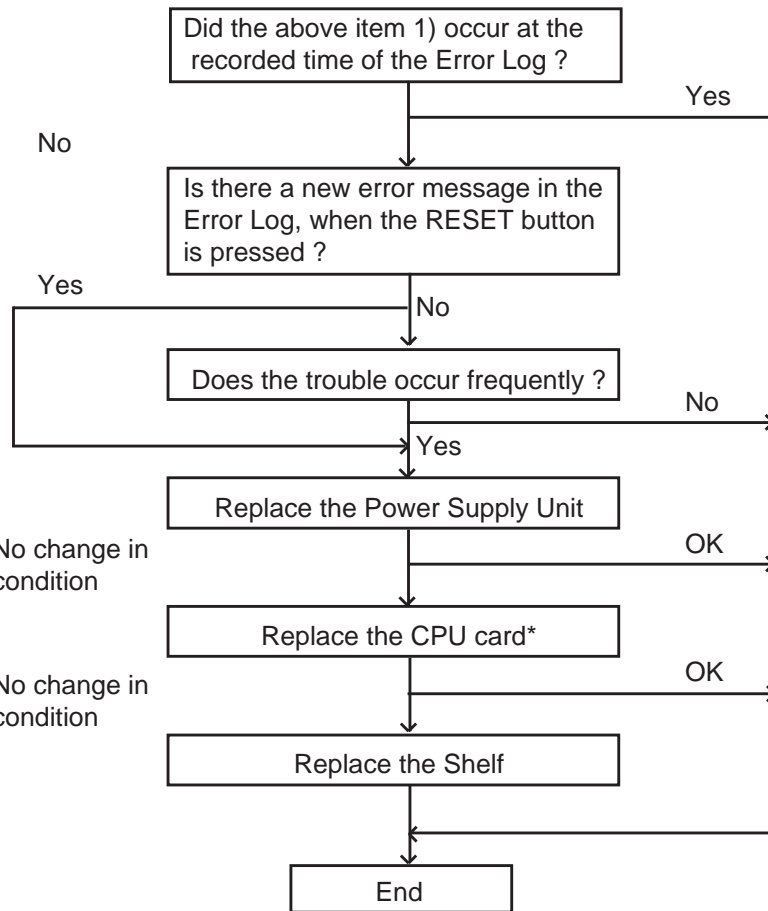 Did the above item 1) occur at the
recorded time of the Error Log ?
Yes
No
Is there a new error message in the
Error Log, when the RESET button
is pressed ?
Yes
No
Does the trouble occur frequently ?
No
Yes
Replace the Power Supply Unit
No change in
condition
OK
Replace the CPU card*
No change in
condition
OK
Replace the Shelf
End